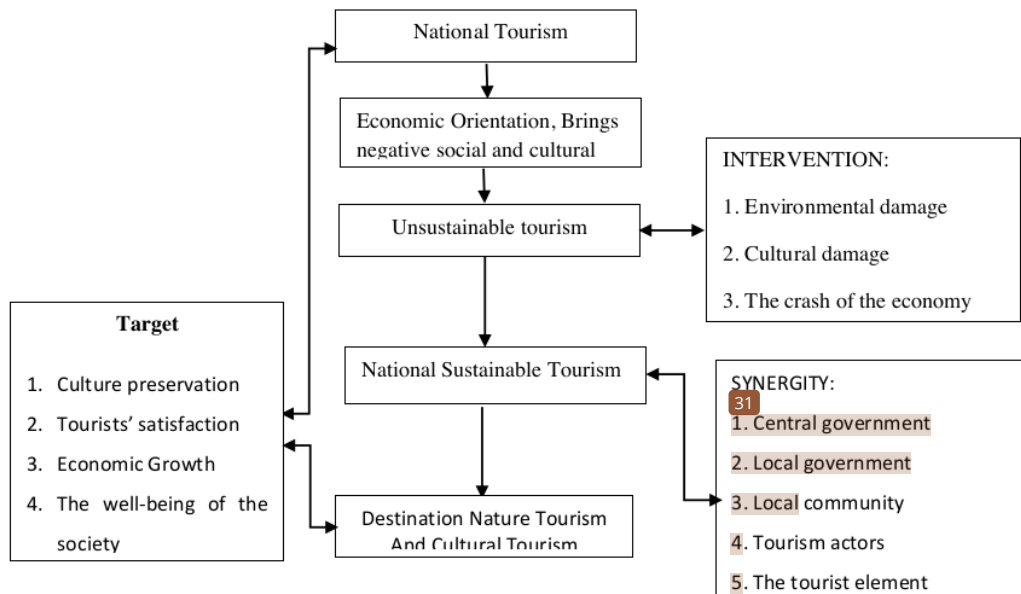 National Tourism
Economic Orientation, Brings
negative social and cultural
Unsustainable tourism
INTERVENTION:
1. Environmental damage
2. Cultural damage
3. The crash of the economy
Target
1. Culture preservation
2. Tourists' satisfaction
3. Economic Growth
4. The well-being of the
society
National Sustainable Tourism
SYNERGITY:
31
1. Central government
2. Local government
3. Local community
4. Tourism actors
5. The tourist element
Destination Nature Tourism
And Cultural Tourism